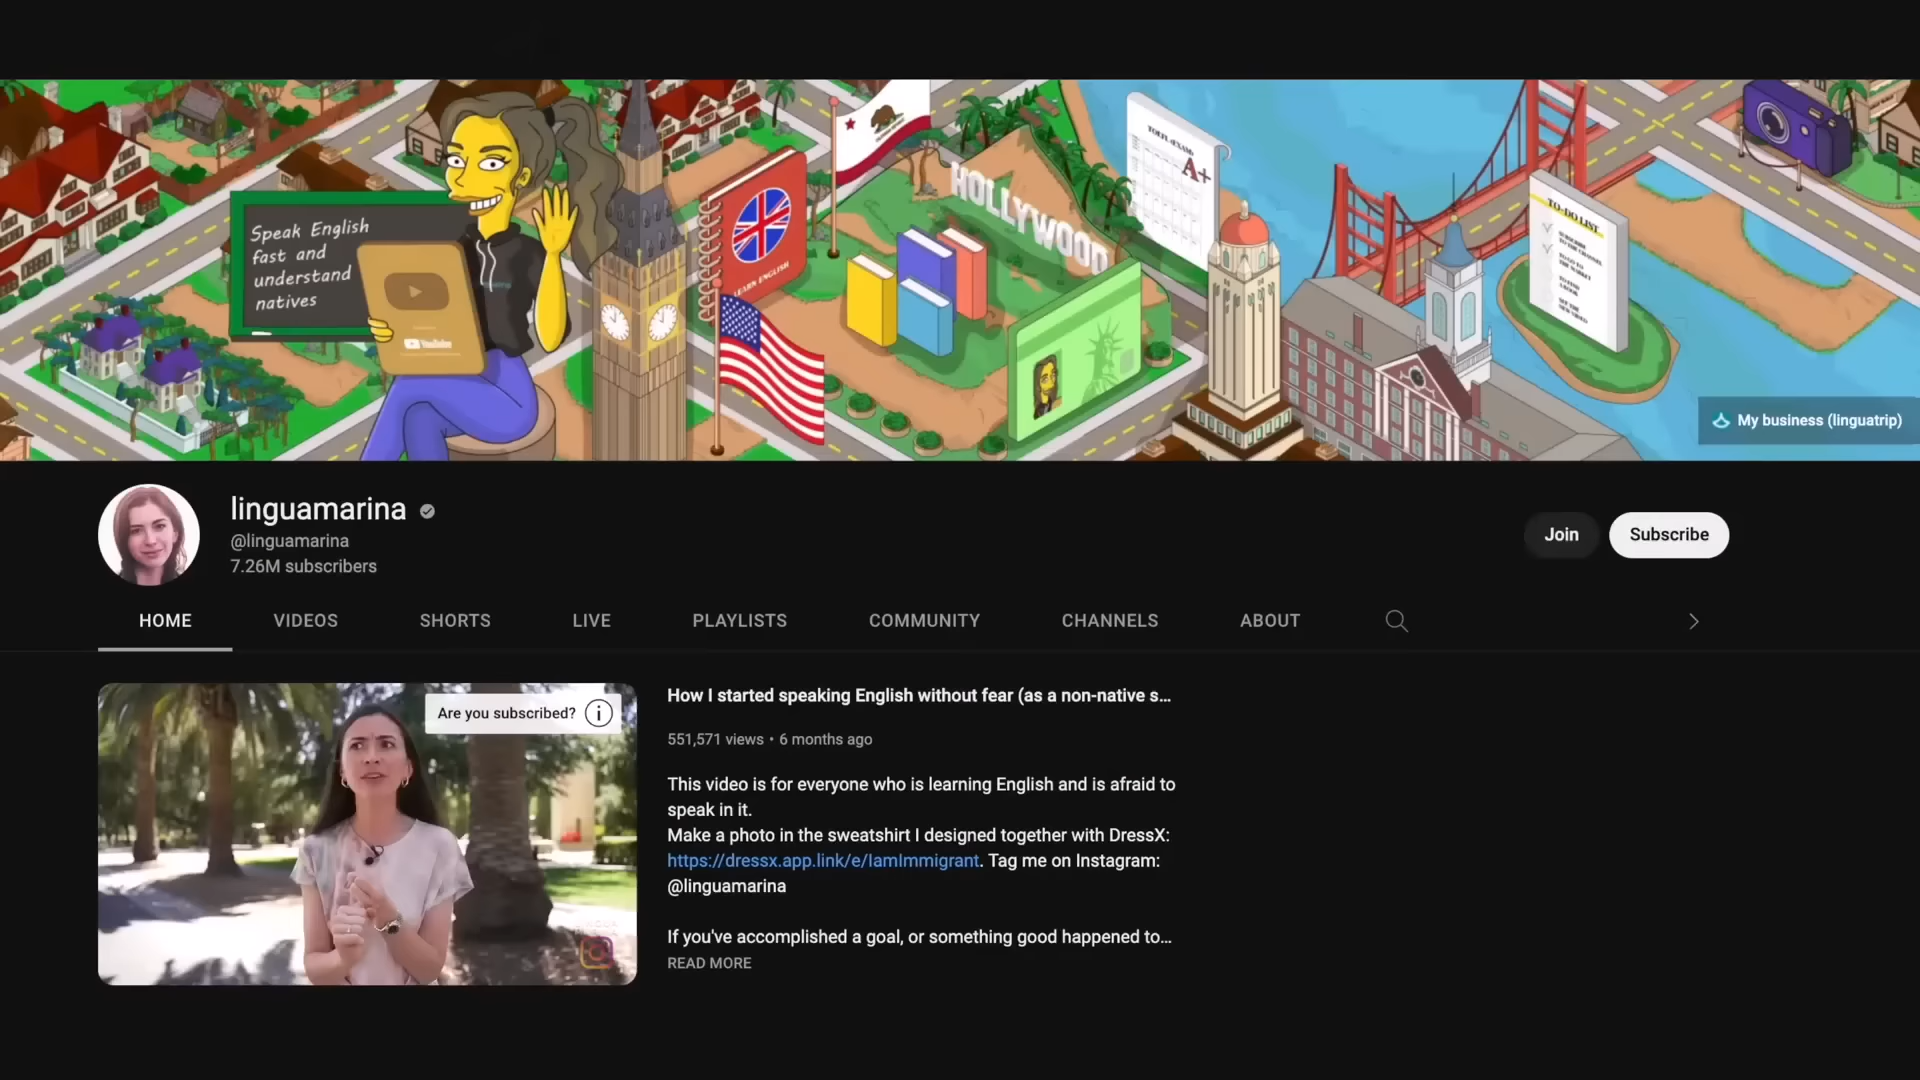 Speak English
fast and
understand
natives
YouTube
LEARN ENGLISH
HOLLYWOOD
A+
TO-DO LIST
My business (linguatrip)
linguamarina
@linguamarina
7.26M subscribers
Join
Subscribe
HOME
VIDEOS
SHORTS
LIVE
PLAYLISTS
COMMUNITY
CHANNELS
ABOUT
Are you subscribed?
How I started speaking English without fear (as a non-native s...
551,571 views • 6 months ago
This video is for everyone who is learning English and is afraid to
speak in it.
Make a photo in the sweatshirt I designed together with DressX:
https://dressx.app.link/e/IamImmigrant. Tag me on Instagram:
@linguamarina
If you've accomplished a goal, or something good happened to...
READ MORE